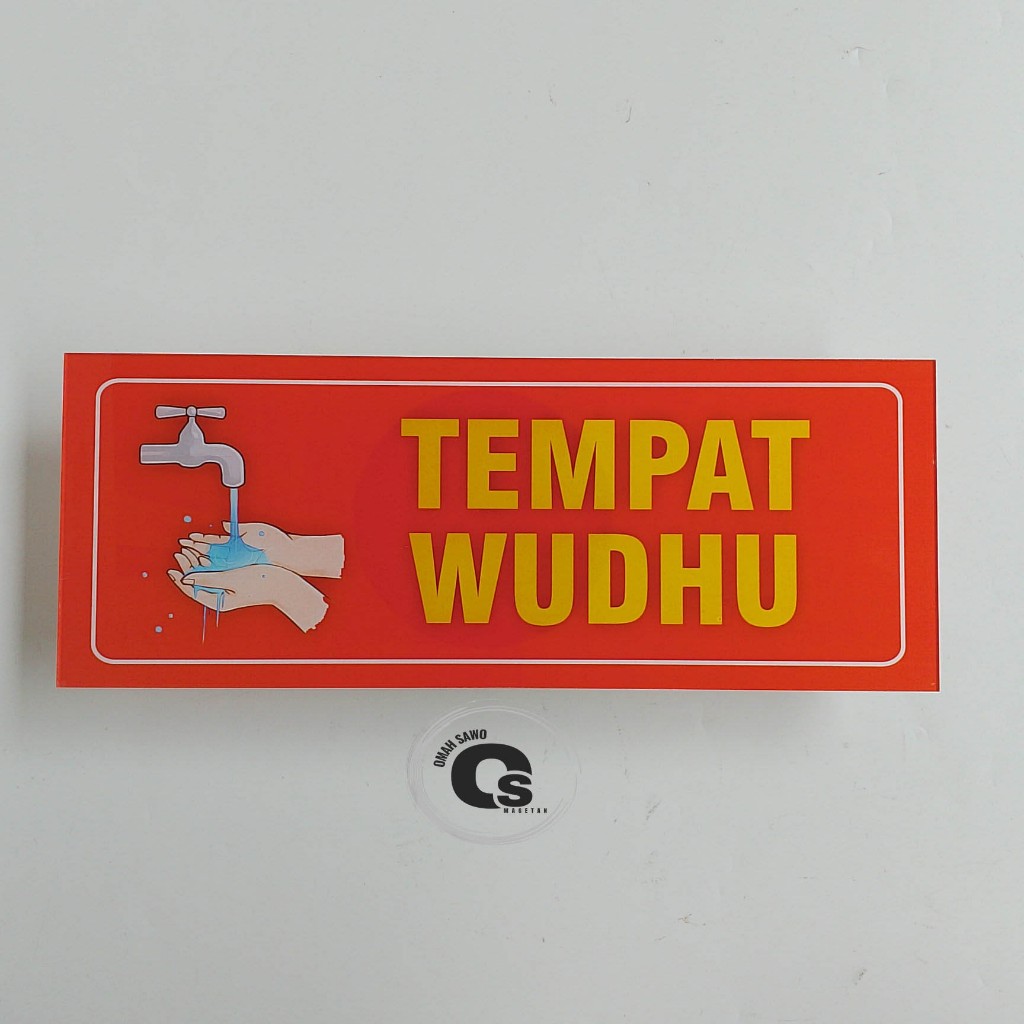 TEMPAT
WUDHU
OMAH SAWO
Os
MAGETAN